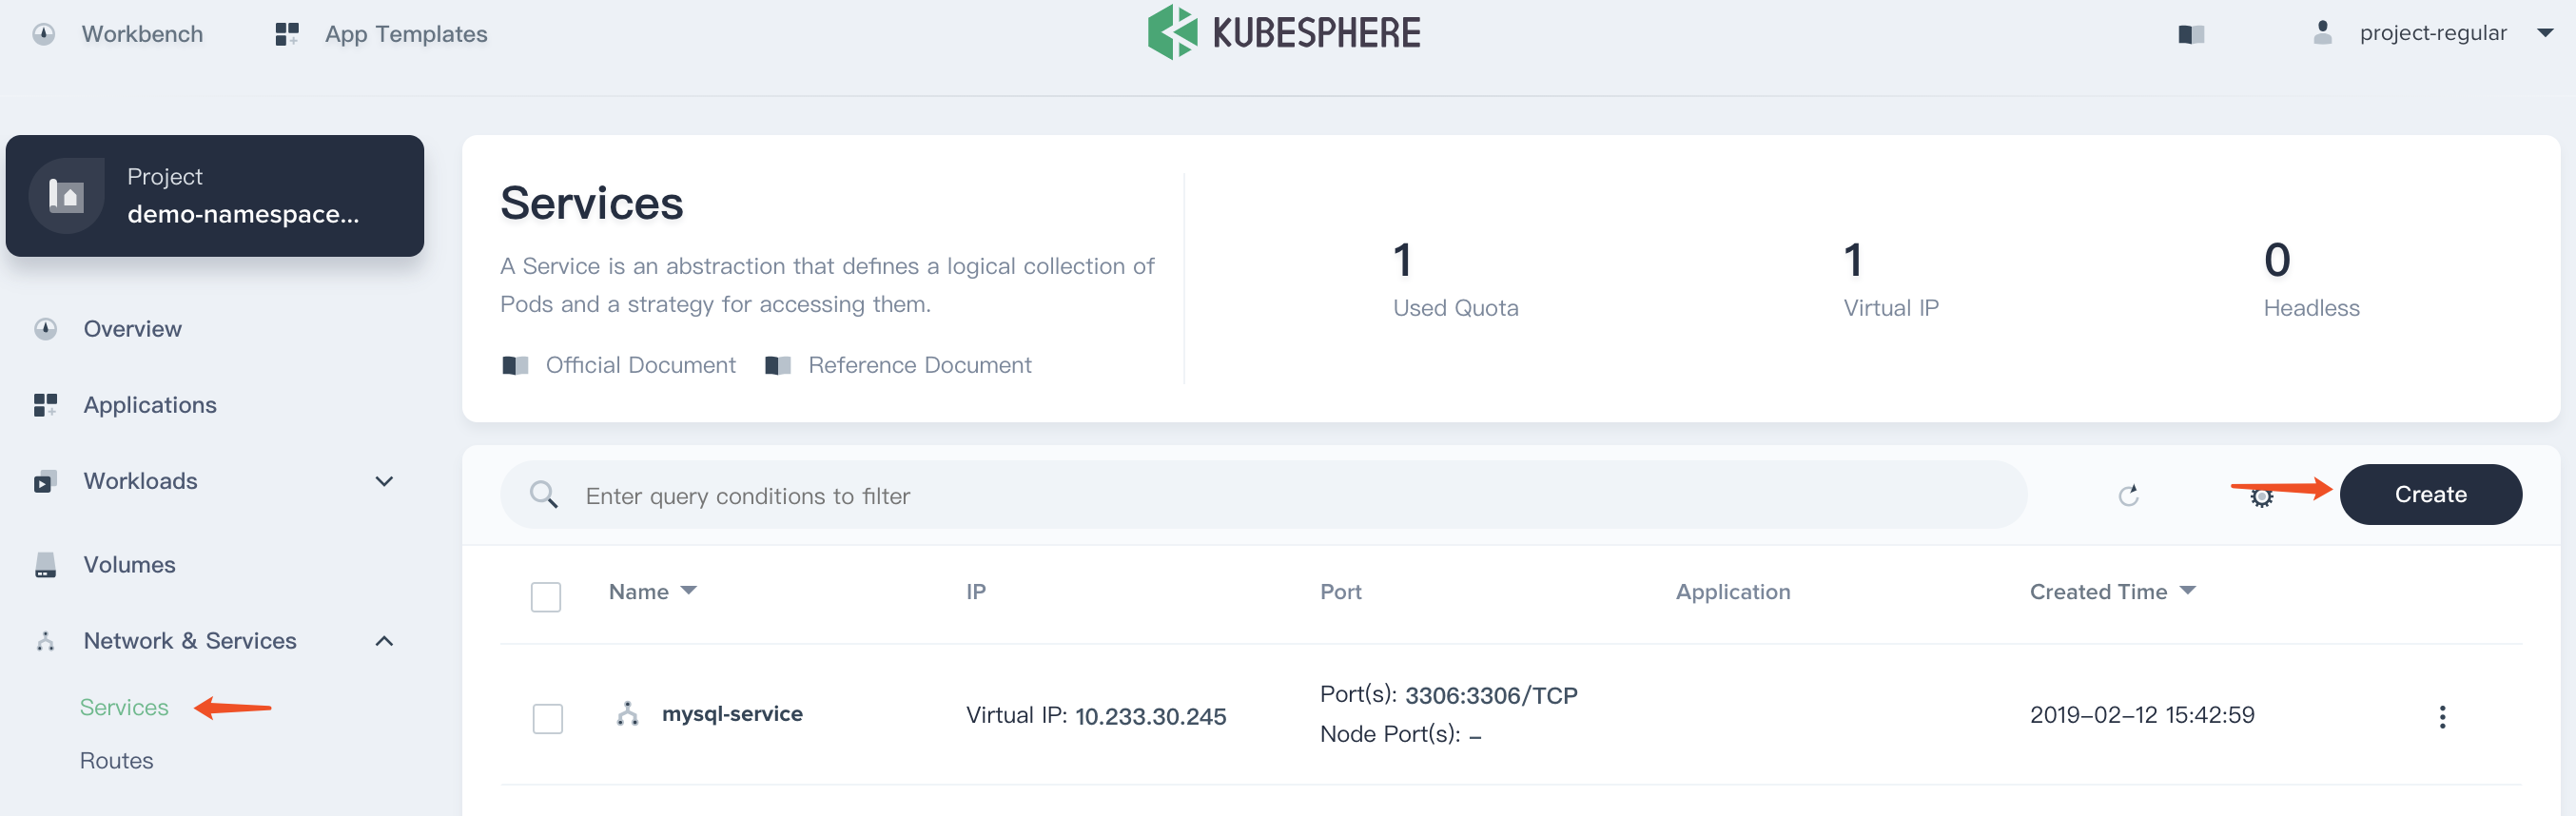 Workbench
App Templates
KUBESPHERE
project-regular
Project
demo-namespace...
Overview
Applications
Workloads
Volumes
Network & Services
Services
Routes
Services
A Service is an abstraction that defines a logical collection of
Pods and a strategy for accessing them.
Official Document Reference Document
1
Used Quota
1
Virtual IP
0
Headless
Enter query conditions to filter
Create
Name IP Port Application Created Time
mysql-service
Virtual IP: 10.233.30.245
Port(s): 3306:3306/TCP
Node Port(s): –
2019–02–12 15:42:59